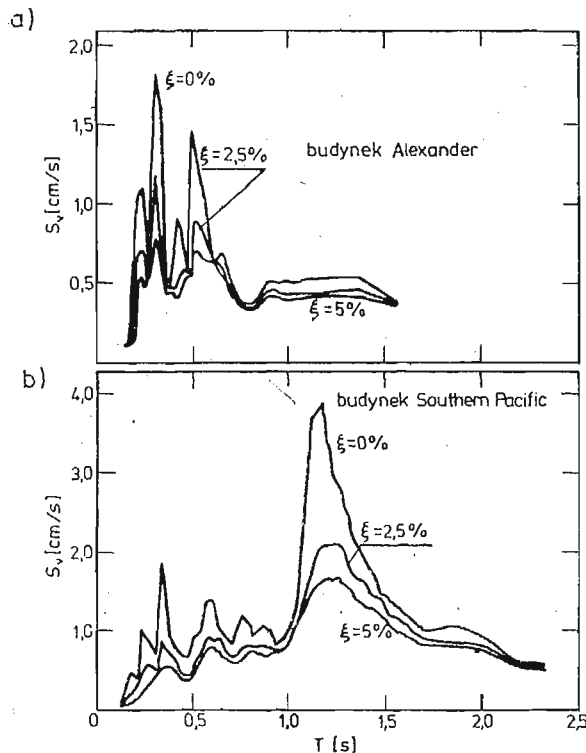 a)
2,0
ξ=0%
1,5
ξ=2,5%
budynek Alexander
1,0
Sᵥ [cm/s]
0,5
ξ=5%
b)
4,0
budynek Southern Pacific
ξ=0%
3,0
ξ=2,5%
Sᵥ [cm/s]
2,0
1,0
ξ=5%
0
0,5
1,0
1,5
2,0
2,5
T [s]